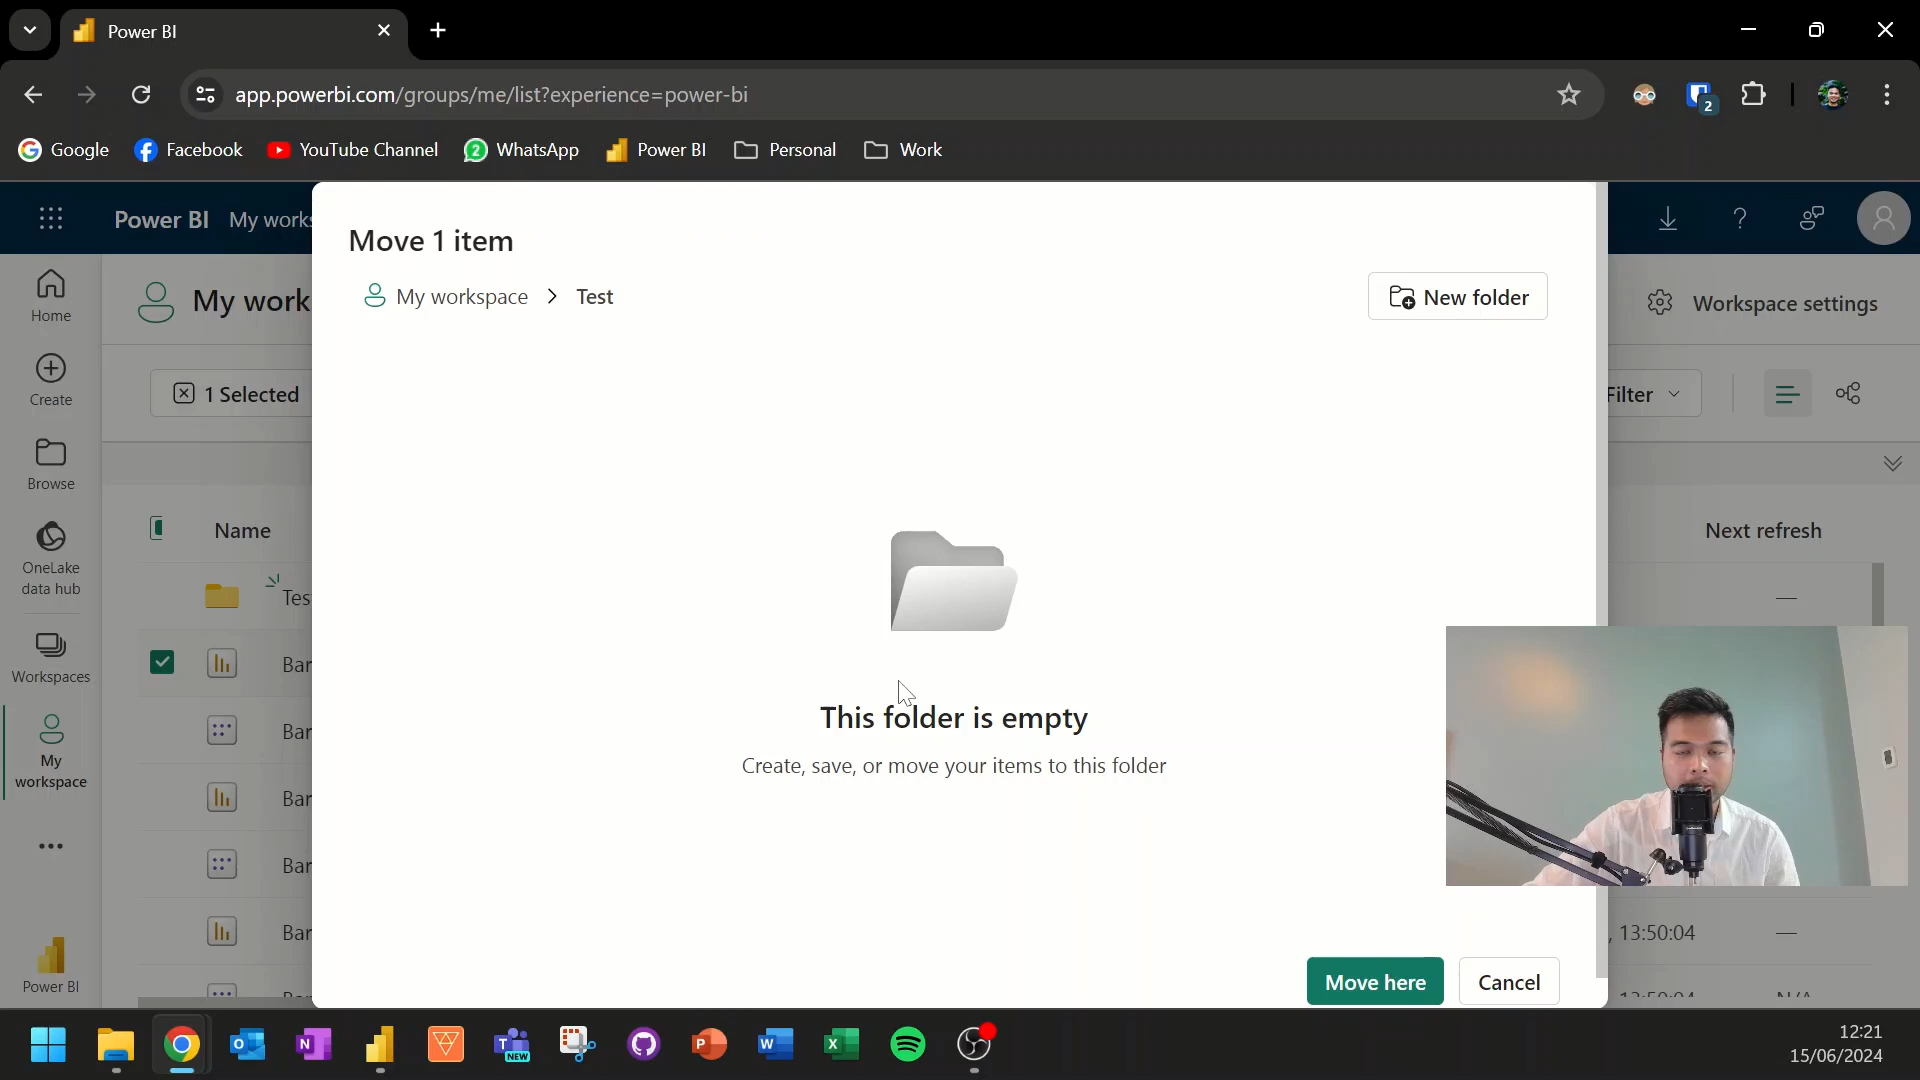 Power BI
app.powerbi.com/groups/me/list?experience=power-bi
2
Google
Facebook
YouTube Channel
2
WhatsApp
Power BI
Personal
Work
Power BI
My works
Move 1 item
My workspace
Test
New folder
Home
My work
Workspace settings
Create
1 Selected
Filter
Browse
Name
Next refresh
OneLake
data hub
Tes
—
Workspaces
Bar
My
workspace
Bar
This folder is empty
Create, save, or move your items to this folder
Bar
Bar
Bar
, 13:50:04
—
Power BI
Move here
Cancel
N/A
NEW
12:21
15/06/2024